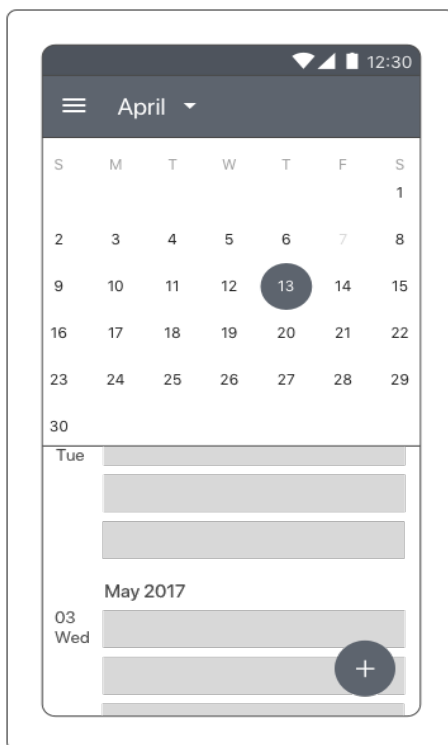 12:30
April
S M T W T F S
1
2 3 4 5 6 7 8
9 10 11 12 13 14 15
16 17 18 19 20 21 22
23 24 25 26 27 28 29
30
Tue
May 2017
03
Wed
+